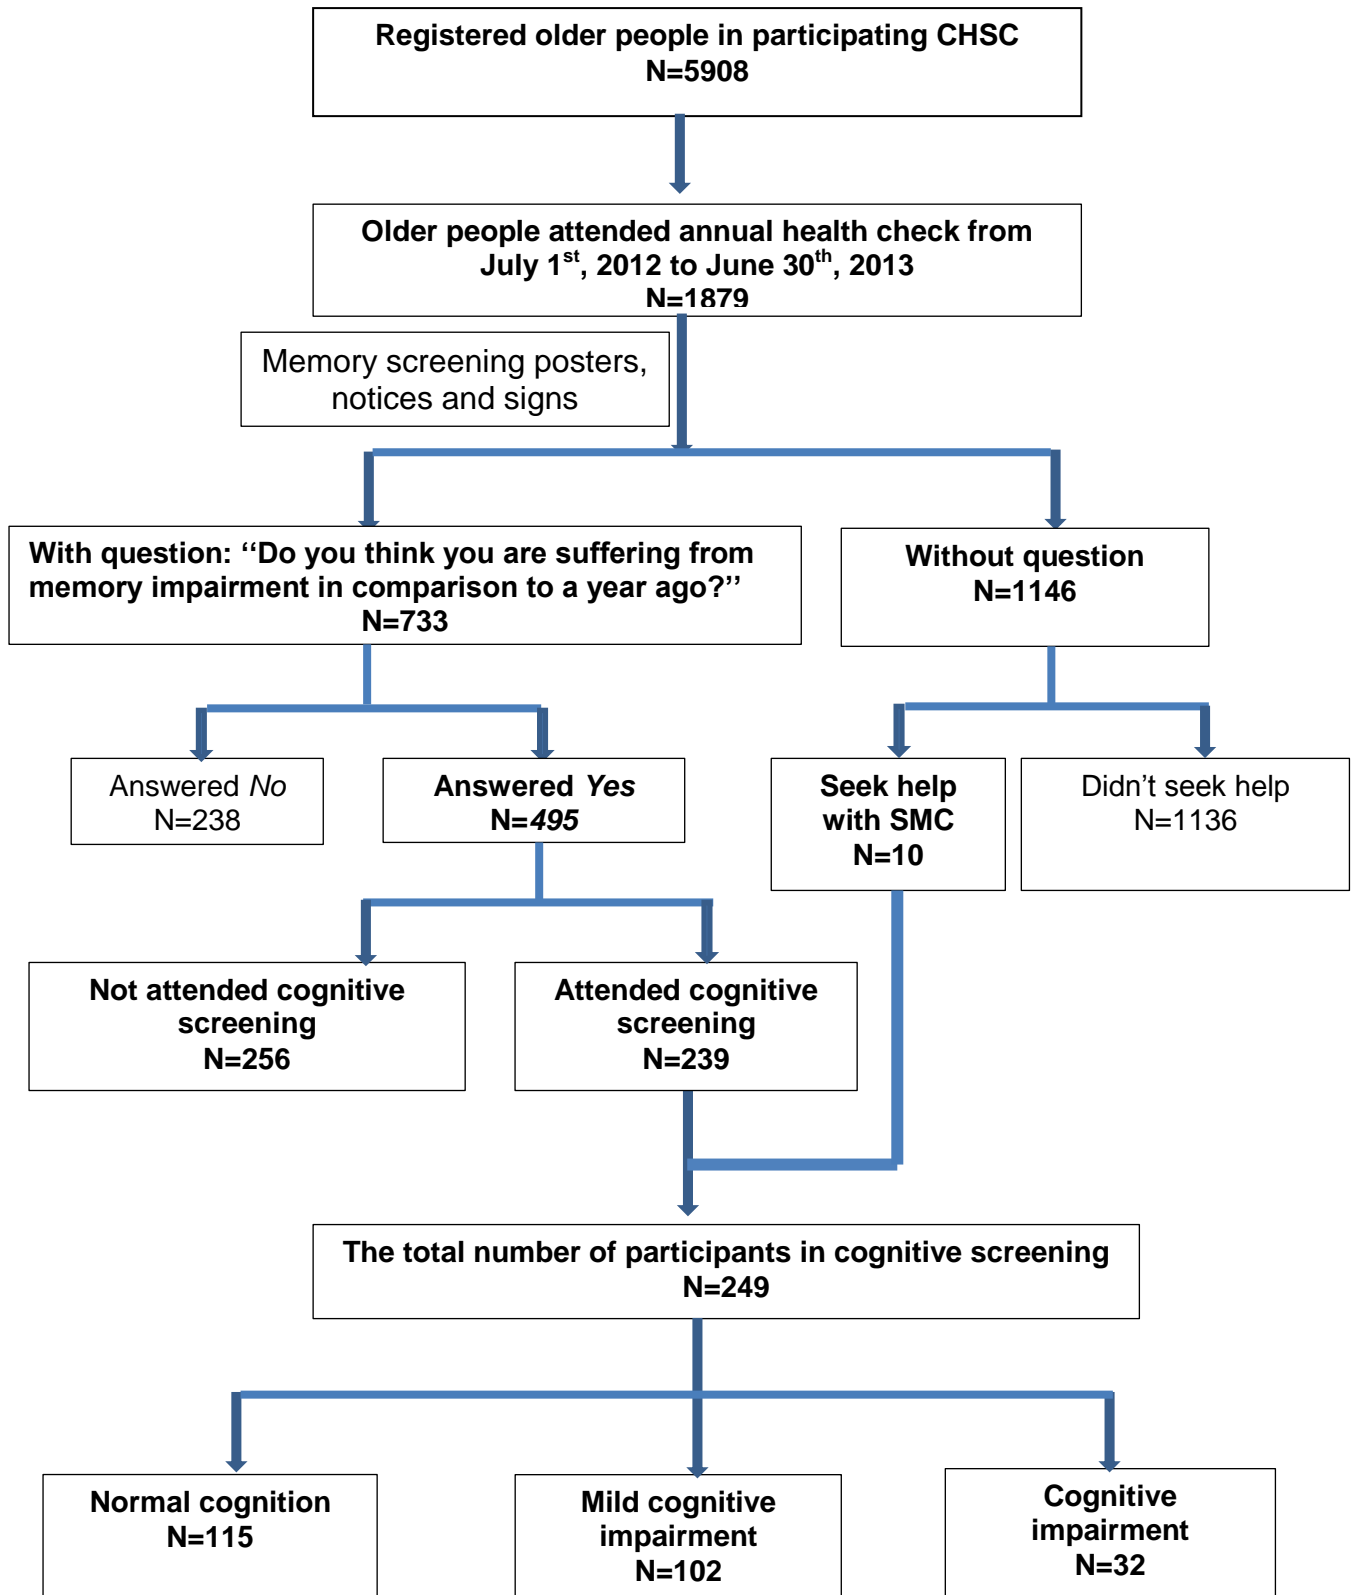 Registered older people in participating CHSC
N=5908
Older people attended annual health check from
July 1st, 2012 to June 30th, 2013
N=1879
Memory screening posters,
notices and signs
With question: ‘‘Do you think you are suffering from
memory impairment in comparison to a year ago?’’
N=733
Without question
N=1146
Answered No
N=238
Answered Yes
N=495
Seek help
with SMC
N=10
Didn’t seek help
N=1136
Not attended cognitive
screening
N=256
Attended cognitive
screening
N=239
The total number of participants in cognitive screening
N=249
Normal cognition
N=115
Mild cognitive
impairment
N=102
Cognitive
impairment
N=32